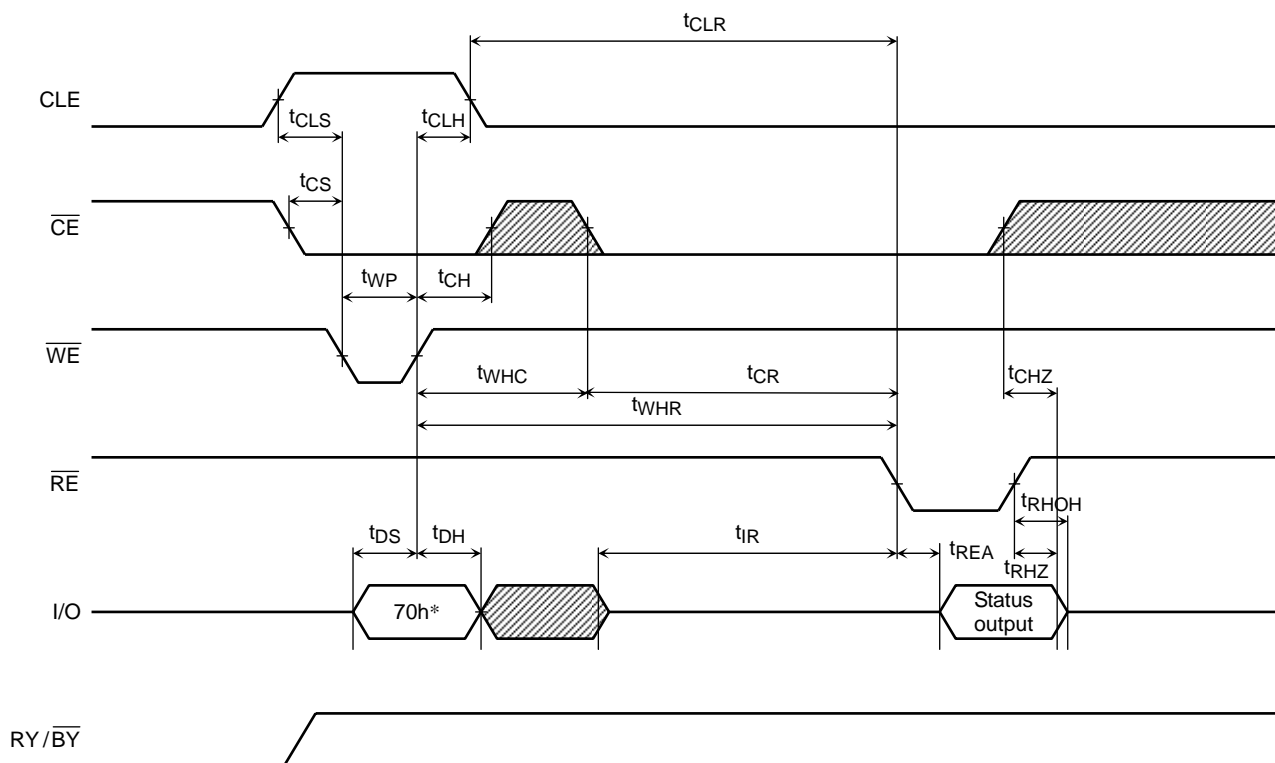 tCLR
CLE
tCLS
tCLH
tCS
CE
tWP
tCH
WE
tWHC
tCR
tCHZ
tWHR
RE
tRHOH
tDS
tDH
tIR
tREA
tRHZ
I/O
70h*
Status
output
RY/BY